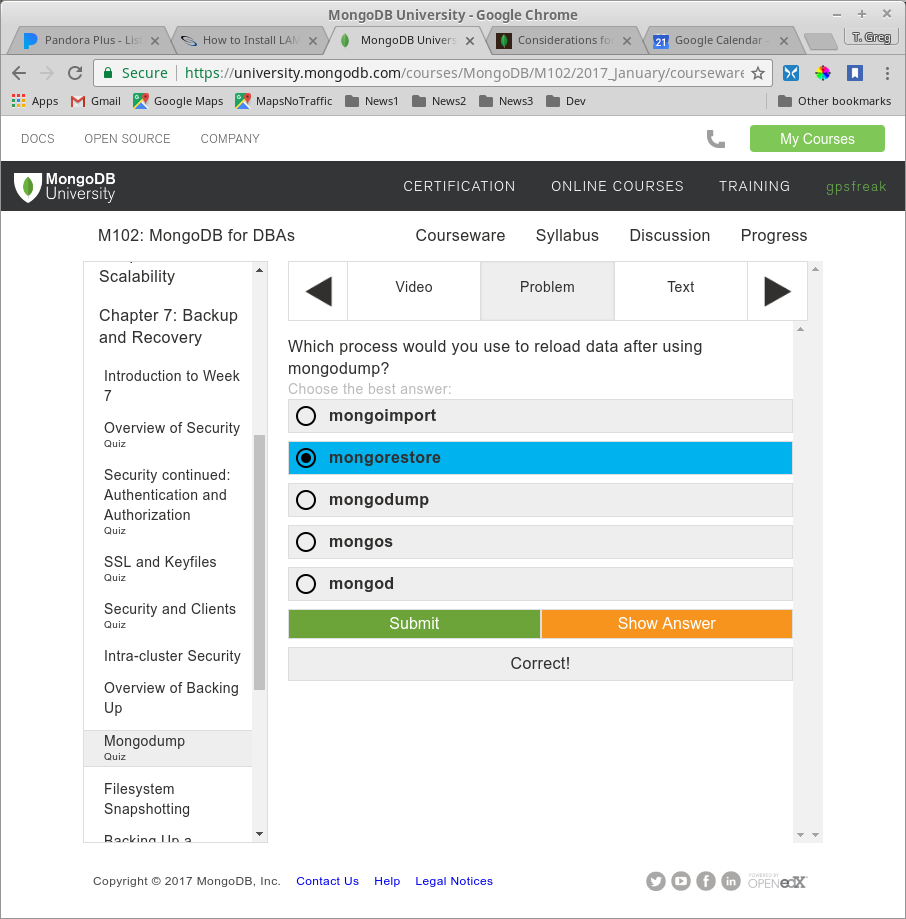 MongoDB University - Google Chrome
Pandora Plus - List
How to Install LAM
MongoDB Univers
Considerations fo
21
Google Calendar -
T. Greg
Secure
https://university.mongodb.com/courses/MongoDB/M102/2017_January/courseware
Apps
Gmail
Google Maps
MapsNoTraffic
News1
News2
News3
Dev
Other bookmarks
DOCS
OPEN SOURCE
COMPANY
My Courses
MongoDB
University
CERTIFICATION
ONLINE COURSES
TRAINING
gpsfreak
M102: MongoDB for DBAs
Courseware
Syllabus
Discussion
Progress
Scalability
Chapter 7: Backup
and Recovery
Introduction to Week
7
Overview of Security
Quiz
Security continued:
Authentication and
Authorization
Quiz
SSL and Keyfiles
Quiz
Security and Clients
Quiz
Intra-cluster Security
Overview of Backing
Up
Mongodump
Quiz
Filesystem
Snapshotting
Backing Up a
Video
Problem
Text
Which process would you use to reload data after using
mongodump?
Choose the best answer:
mongoimport
mongorestore
mongodump
mongos
mongod
Submit
Show Answer
Correct!
Copyright © 2017 MongoDB, Inc.
Contact Us
Help
Legal Notices
POWERED BY
OPEN edX